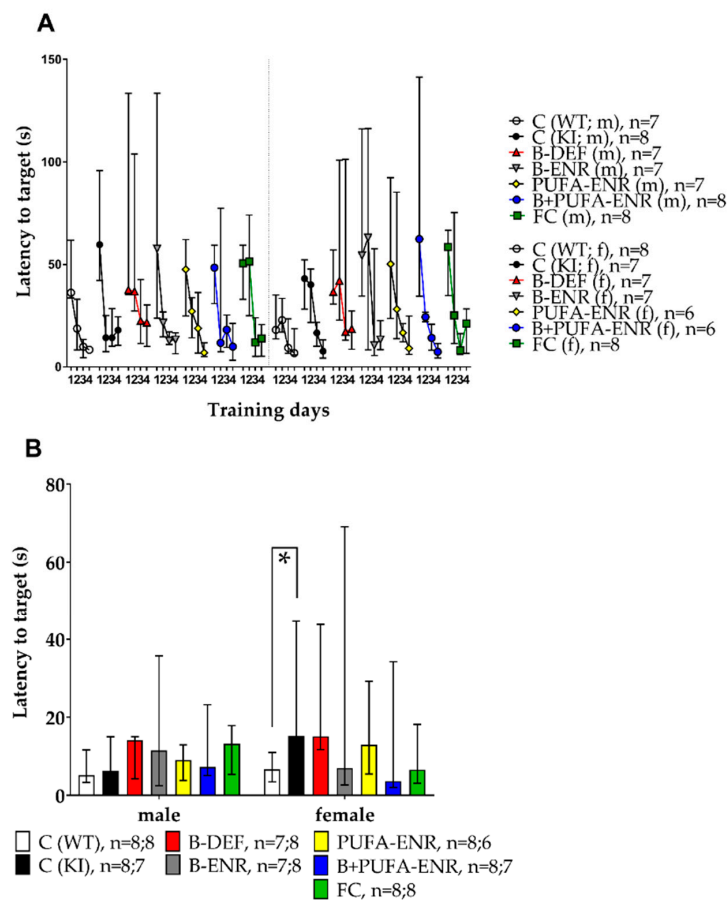 A
150
100
50
0
Latency to target (s)
1234 1234 1234 1234 1234 1234 1234 1234 1234 1234 1234 1234 1234 1234
Training days
C (WT; m), n=7
C (KI; m), n=8
B-DEF (m), n=7
B-ENR (m), n=7
PUFA-ENR (m), n=7
B+PUFA-ENR (m), n=8
FC (m), n=8
C (WT; f), n=8
C (KI; f), n=7
B-DEF (f), n=7
B-ENR (f), n=7
PUFA-ENR (f), n=6
B+PUFA-ENR (f), n=6
FC (f), n=8
B
80
60
40
20
0
Latency to target (s)
*
male female
C (WT), n=8;8 B-DEF, n=7;8 PUFA-ENR, n=8;6
C (KI), n=8;7 B-ENR, n=7;8 B+PUFA-ENR, n=8;7
FC, n=8;8